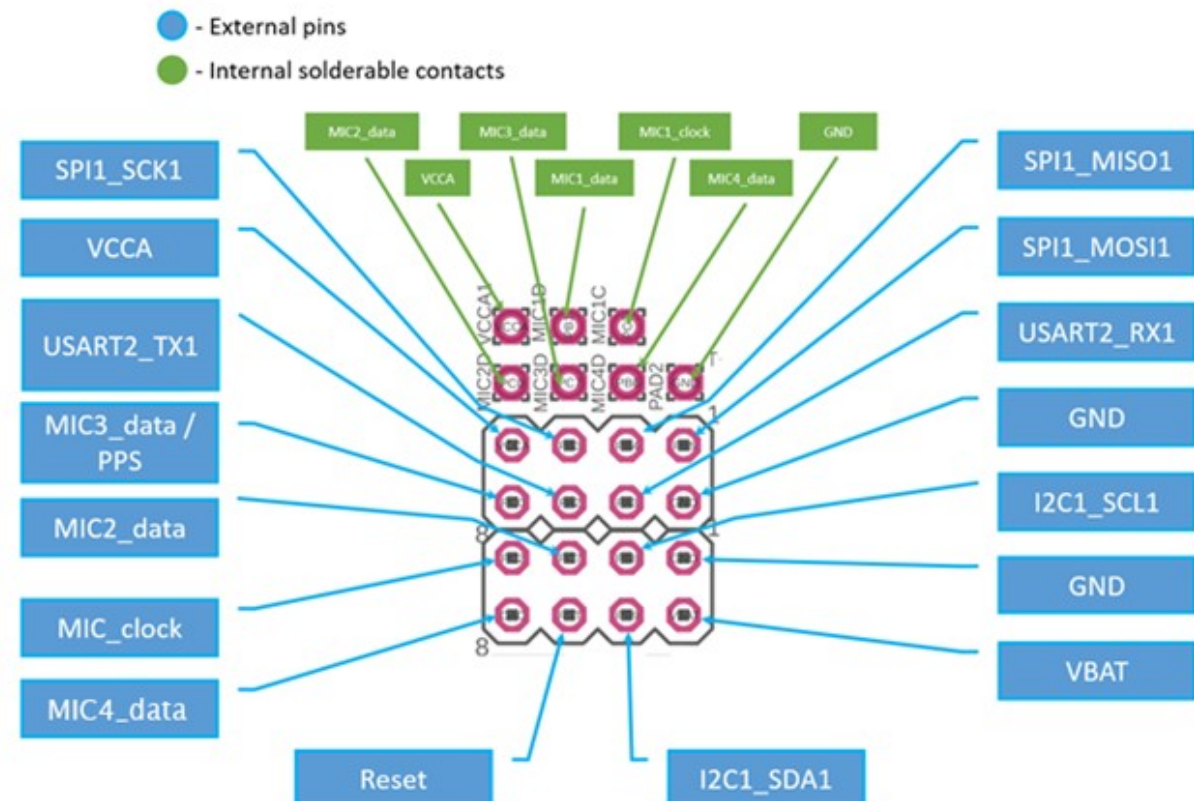 - External pins
- Internal solderable contacts
MIC2_data
MIC3_data
MIC1_clock
GND
VCCA
MIC1_data
MIC4_data
SPI1_SCK1
VCCA
USART2_TX1
MIC3_data /
PPS
MIC2_data
MIC_clock
MIC4_data
VCCA1
MIC1D
MIC1C
MIC2D
MIC3D
MIC4D
PAD2
GND
1
8
1
8
SPI1_MISO1
SPI1_MOSI1
USART2_RX1
GND
I2C1_SCL1
GND
VBAT
Reset
I2C1_SDA1